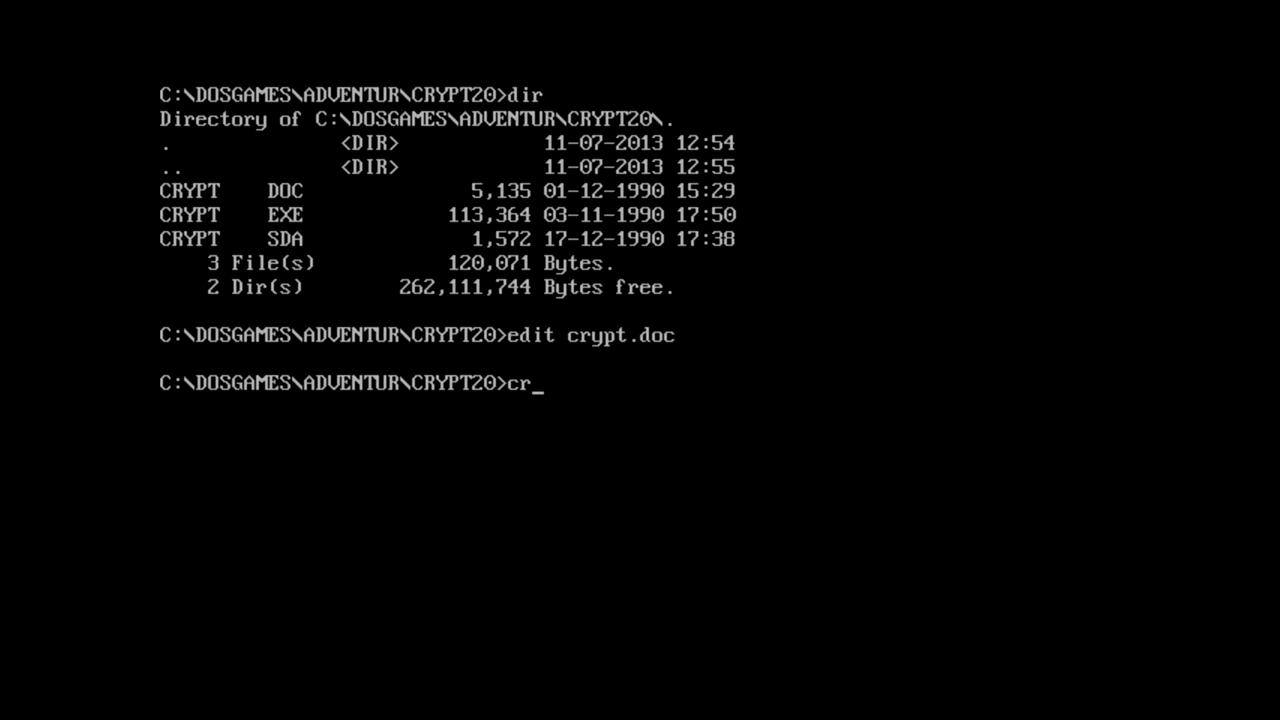 C:\DOSGAMES\ADVENTUR\CRYPT20>dir
Directory of C:\DOSGAMES\ADVENTUR\CRYPT20\.
. <DIR> 11-07-2013 12:54
.. <DIR> 11-07-2013 12:55
CRYPT DOC 5,135 01-12-1990 15:29
CRYPT EXE 113,364 03-11-1990 17:50
CRYPT SDA 1,572 17-12-1990 17:38
3 File(s) 120,071 Bytes.
2 Dir(s) 262,111,744 Bytes free.
C:\DOSGAMES\ADVENTUR\CRYPT20>edit crypt.doc
C:\DOSGAMES\ADVENTUR\CRYPT20>cr_